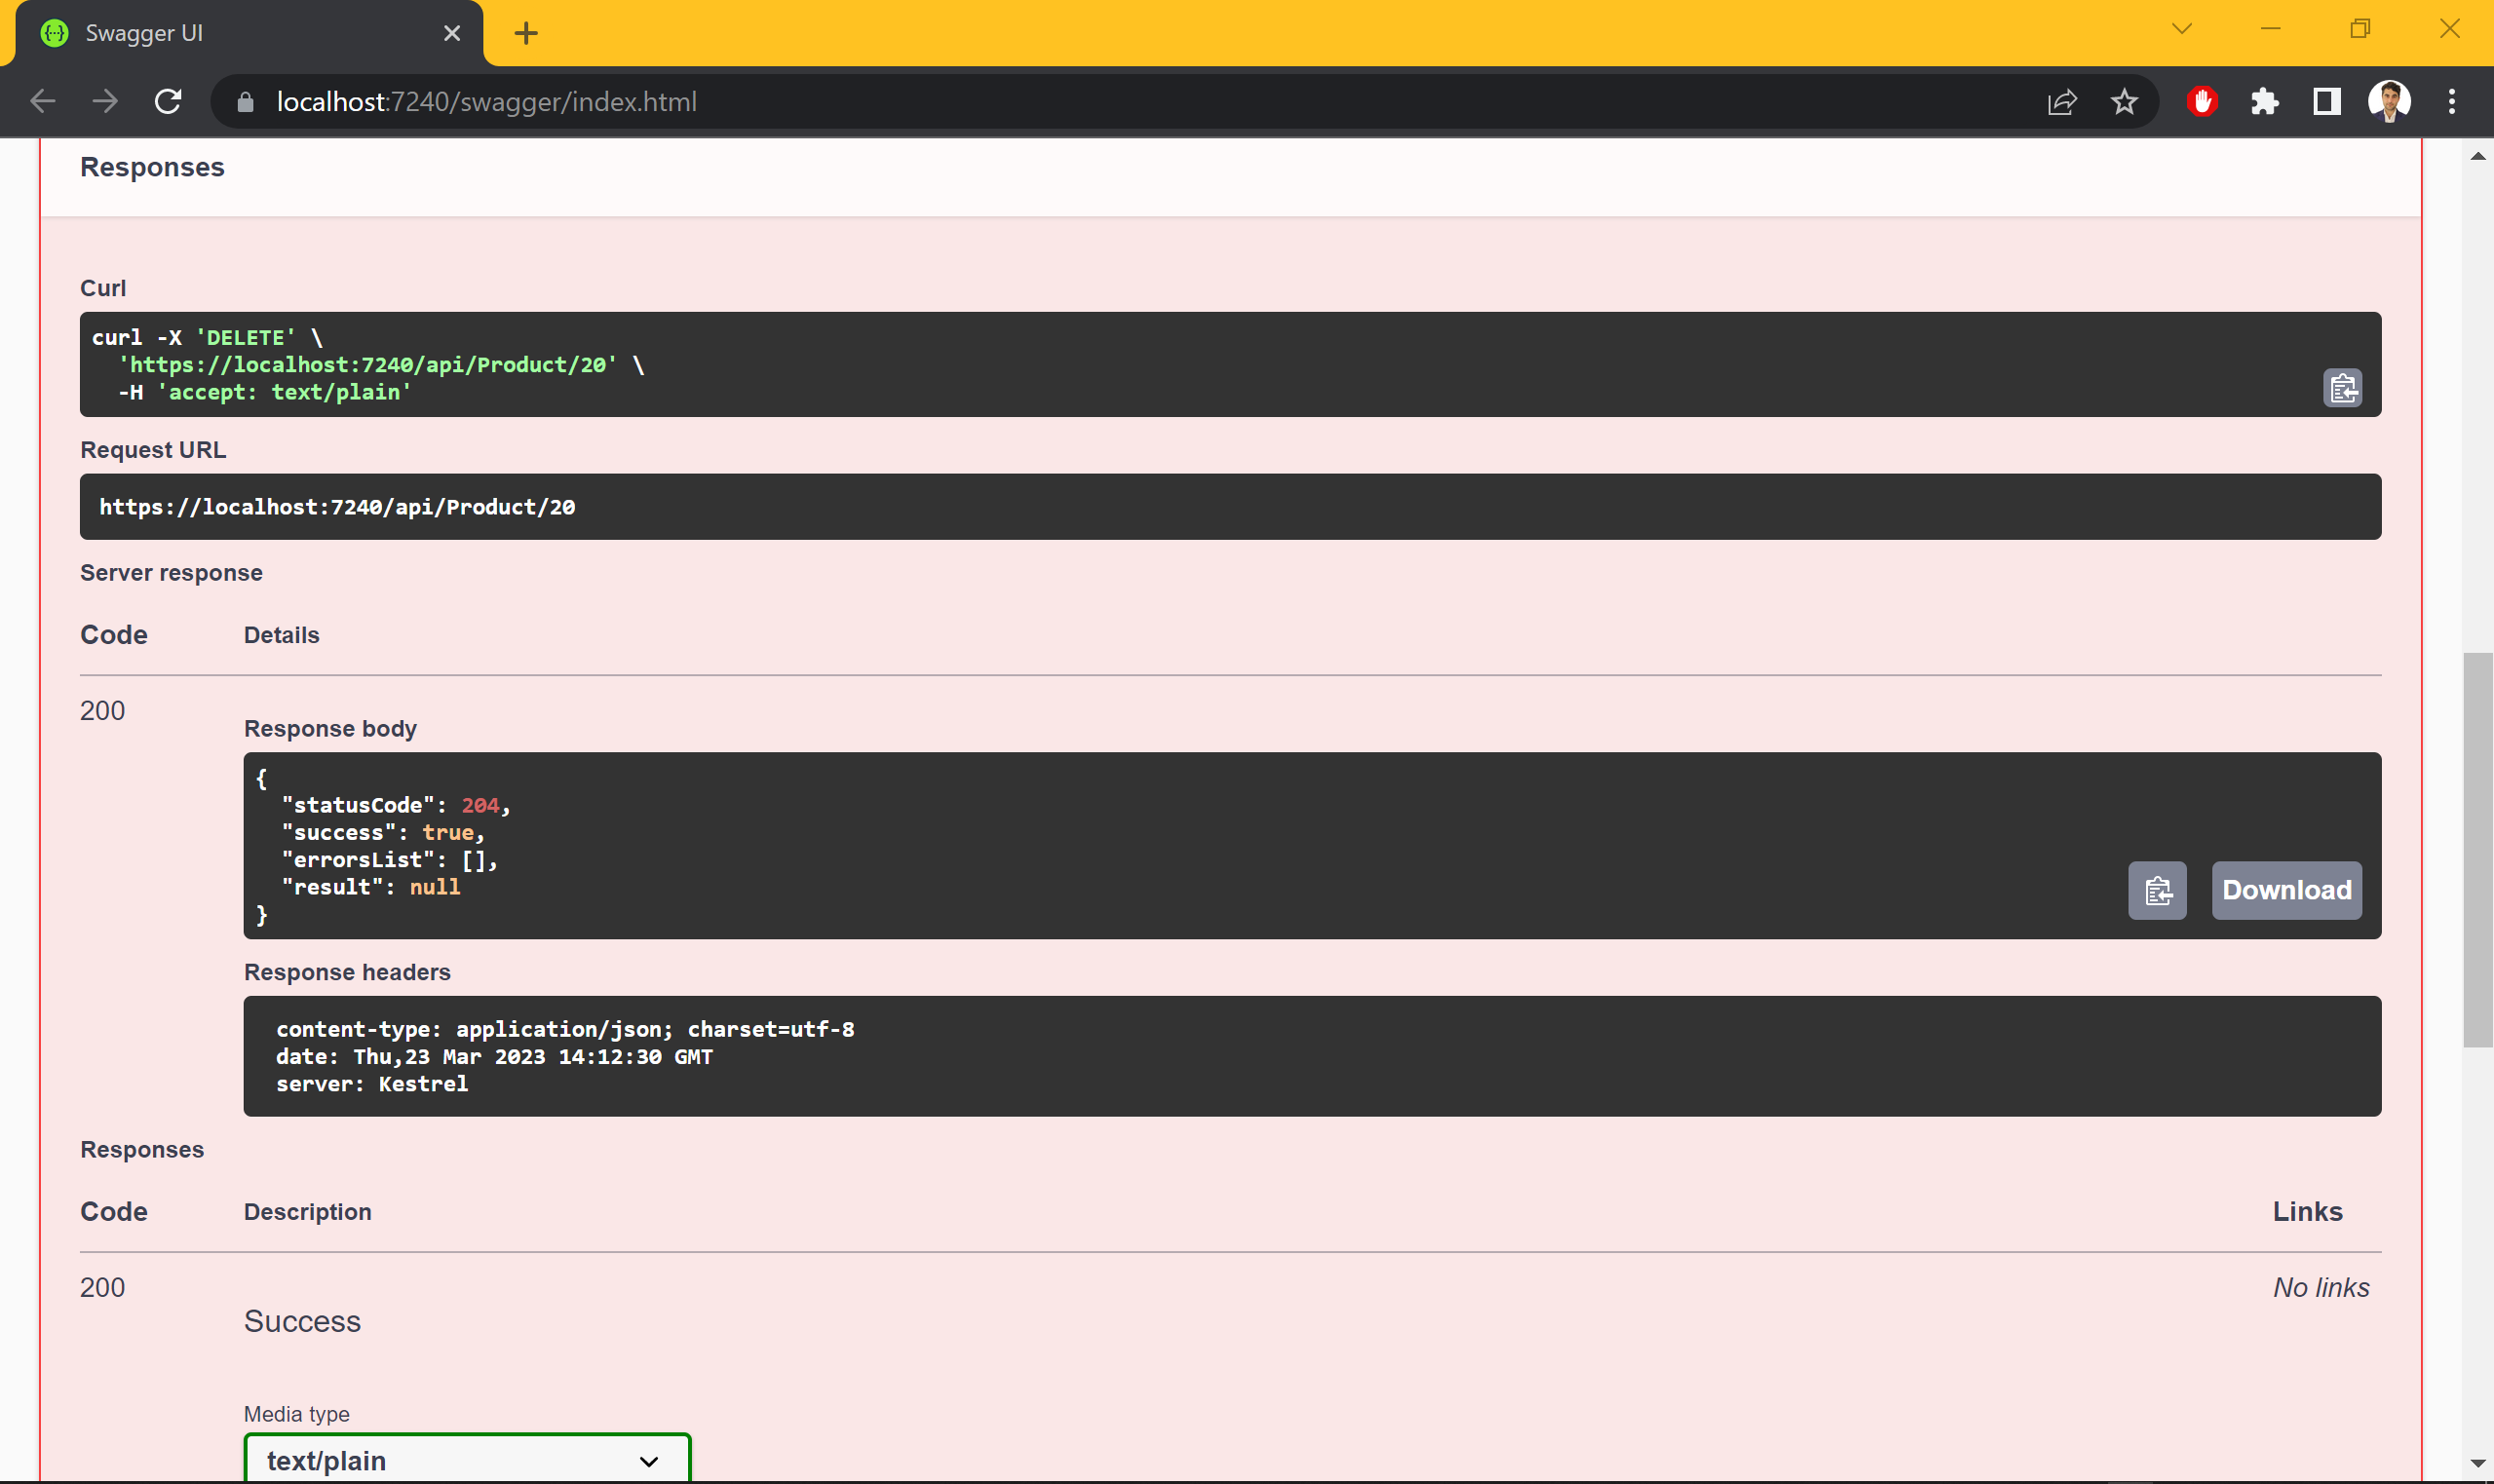 Swagger UI
localhost:7240/swagger/index.html
Responses
Curl
curl -X 'DELETE' \
'https://localhost:7240/api/Product/20' \
-H 'accept: text/plain'
Request URL
https://localhost:7240/api/Product/20
Server response
Code Details
200
Response body
{
"statusCode": 204,
"success": true,
"errorsList": [],
"result": null
}
Download
Response headers
content-type: application/json; charset=utf-8
date: Thu,23 Mar 2023 14:12:30 GMT
server: Kestrel
Responses
Code Description Links
200 No links
Success
Media type
text/plain